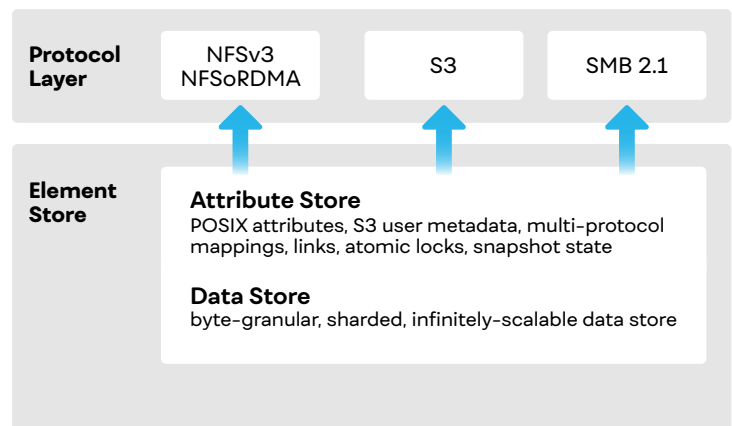 Protocol
Layer
NFSv3
NFSoRDMA
S3
SMB 2.1
Element
Store
Attribute Store
POSIX attributes, S3 user metadata, multi-protocol
mappings, links, atomic locks, snapshot state
Data Store
byte-granular, sharded, infinitely-scalable data store